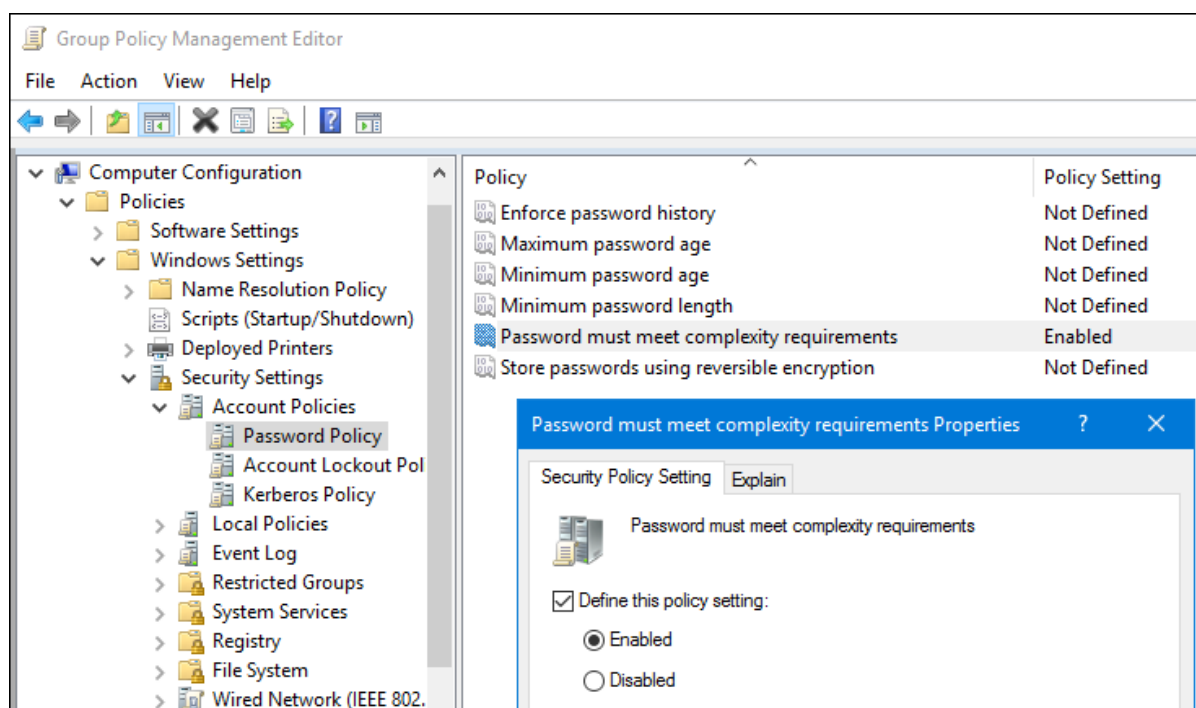 Group Policy Management Editor
File Action View Help
Computer Configuration
Policies
Software Settings
Windows Settings
Name Resolution Policy
Scripts (Startup/Shutdown)
Deployed Printers
Security Settings
Account Policies
Password Policy
Account Lockout Pol
Kerberos Policy
Local Policies
Event Log
Restricted Groups
System Services
Registry
File System
Wired Network (IEEE 802.
Policy Policy Setting
Enforce password history Not Defined
Maximum password age Not Defined
Minimum password age Not Defined
Minimum password length Not Defined
Password must meet complexity requirements Enabled
Store passwords using reversible encryption Not Defined
Password must meet complexity requirements Properties ?
Security Policy Setting Explain
Password must meet complexity requirements
Define this policy setting:
Enabled
Disabled